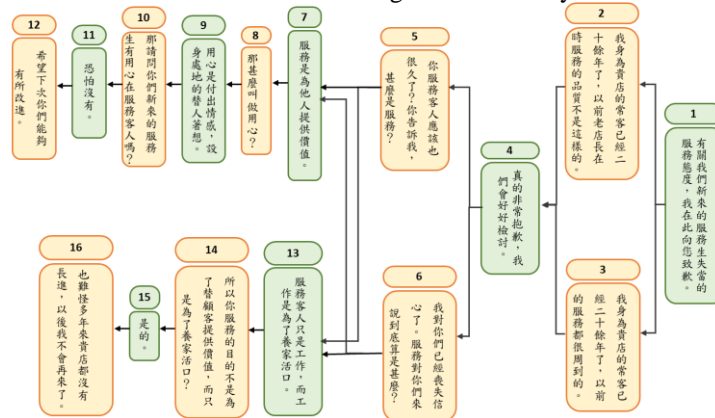 1
有關我們新來的服務生失當的
服務態度，我在此向您致歉。
2
我身為貴店的常客已經二
十餘年了，以前老店長在
時服務的品質不是這樣的。
3
我身為貴店的常客已
經二十餘年了，以前
的服務都很周到的。
4
真的非常抱歉，我
們會好好檢討。
5
你服務客人應該也
很久了？你告訴我，
甚麼是服務？
6
我對你們已經喪失信
心了。服務對你們來
說到底算是甚麼？
7
服務是為他人提供價值。
8
那甚麼叫做用心？
9
用心是付出情感，設
身處地的替人著想。
10
那請問你們新來的服務
生有用心在服務客人嗎？
11
恐怕沒有。
12
希望下次你們能夠
有所改進。
13
服務客人只是工作，而工
作是為了養家活口。
14
所以你服務的目的不是為
了替顧客提供價值，而只
是為了養家活口？
15
是的。
16
也難怪多年來貴店都沒有
長進，以後我不會再來了。